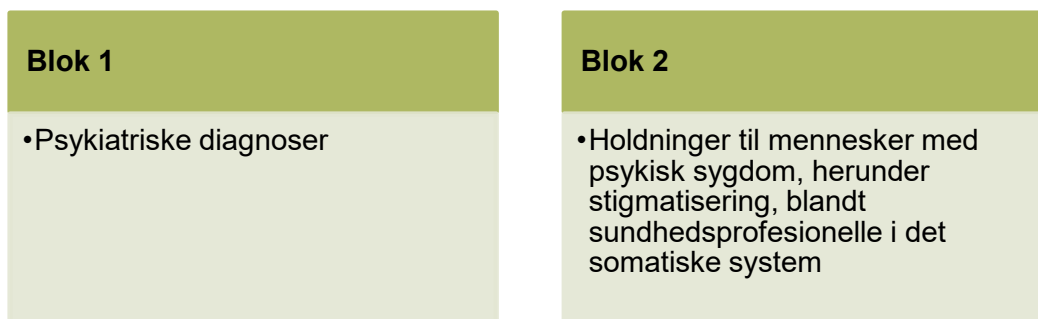 Blok 1
•Psykiatriske diagnoser
Blok 2
•Holdninger til mennesker med
psykisk sygdom, herunder
stigmatisering, blandt
sundhedsprofesionelle i det
somatiske system